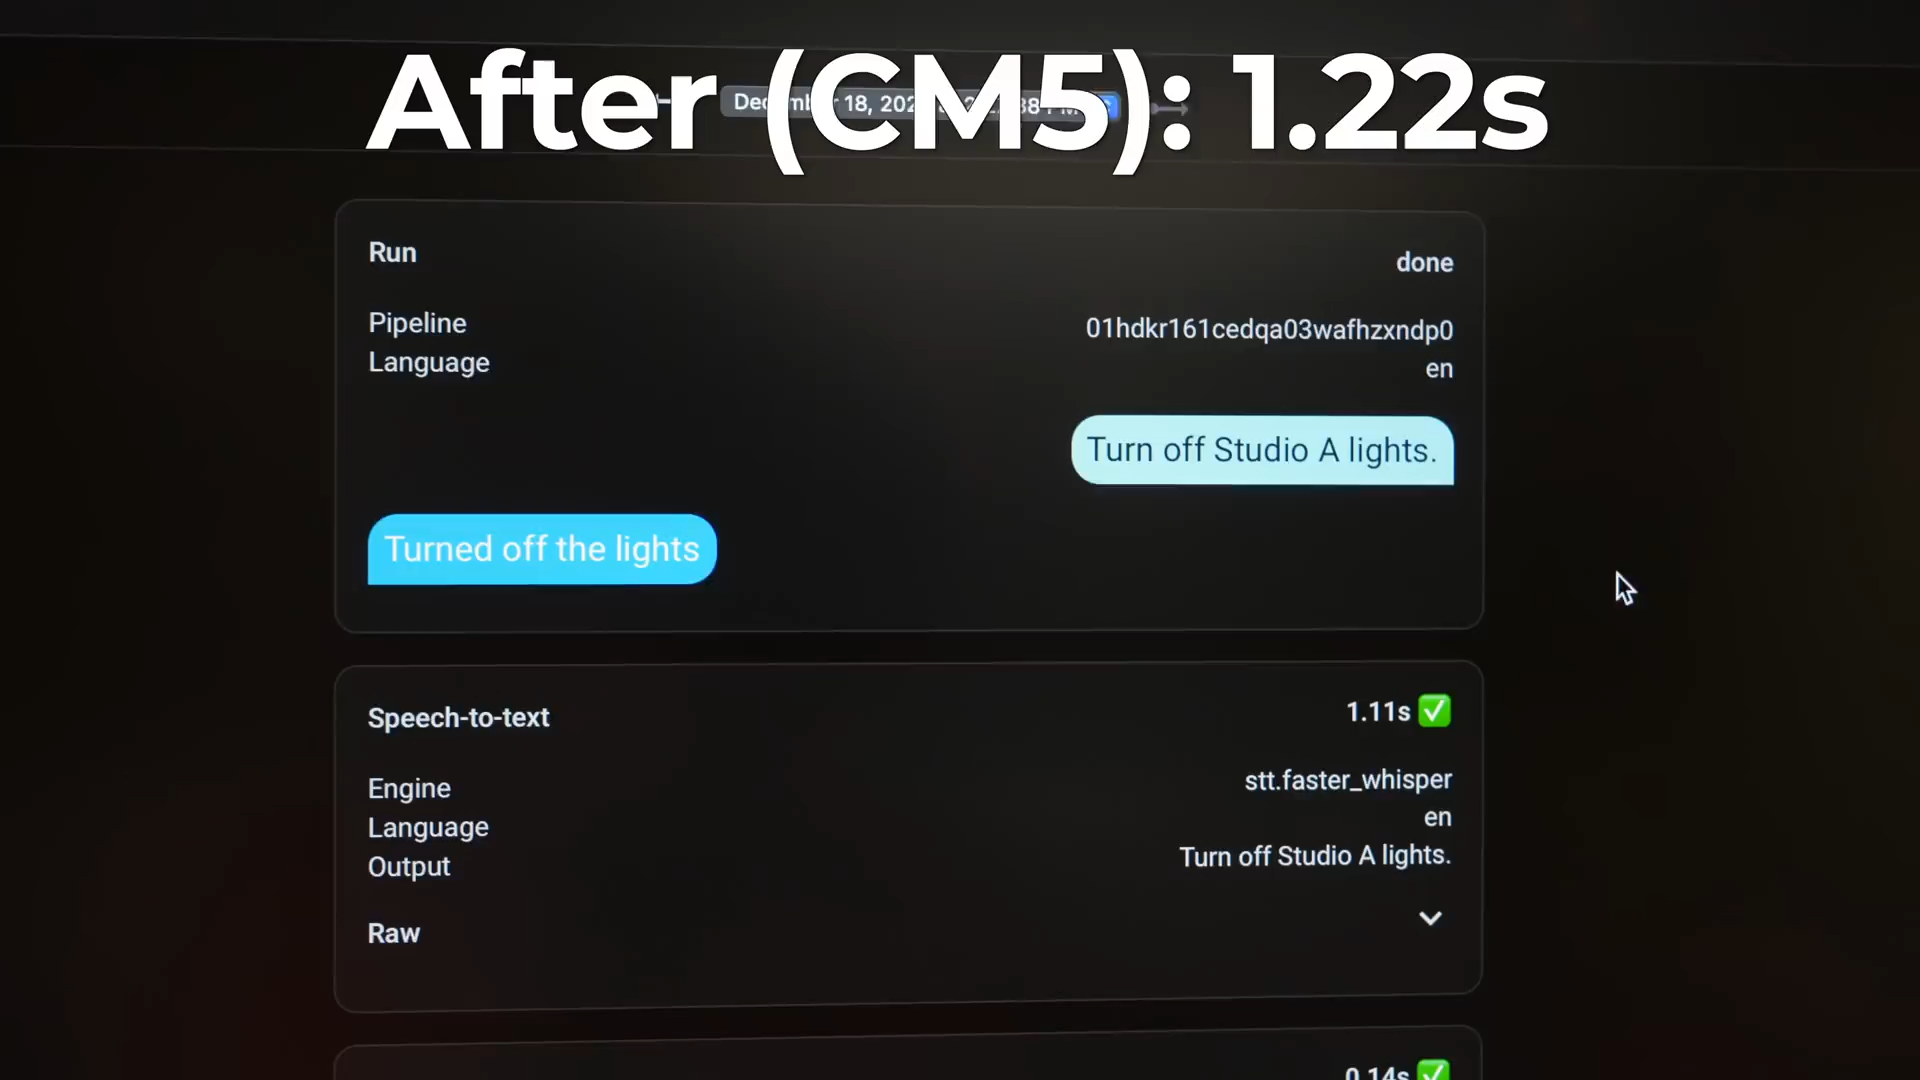 After (CM5): 1.22s
18,
Run
done
Pipeline
01hdkr161cedqa03wafhzxndp0
Language
en
Turn off Studio A lights.
Turned off the lights
Speech-to-text
1.11s
Engine
stt.faster_whisper
Language
en
Output
Turn off Studio A lights.
Raw
0.14s